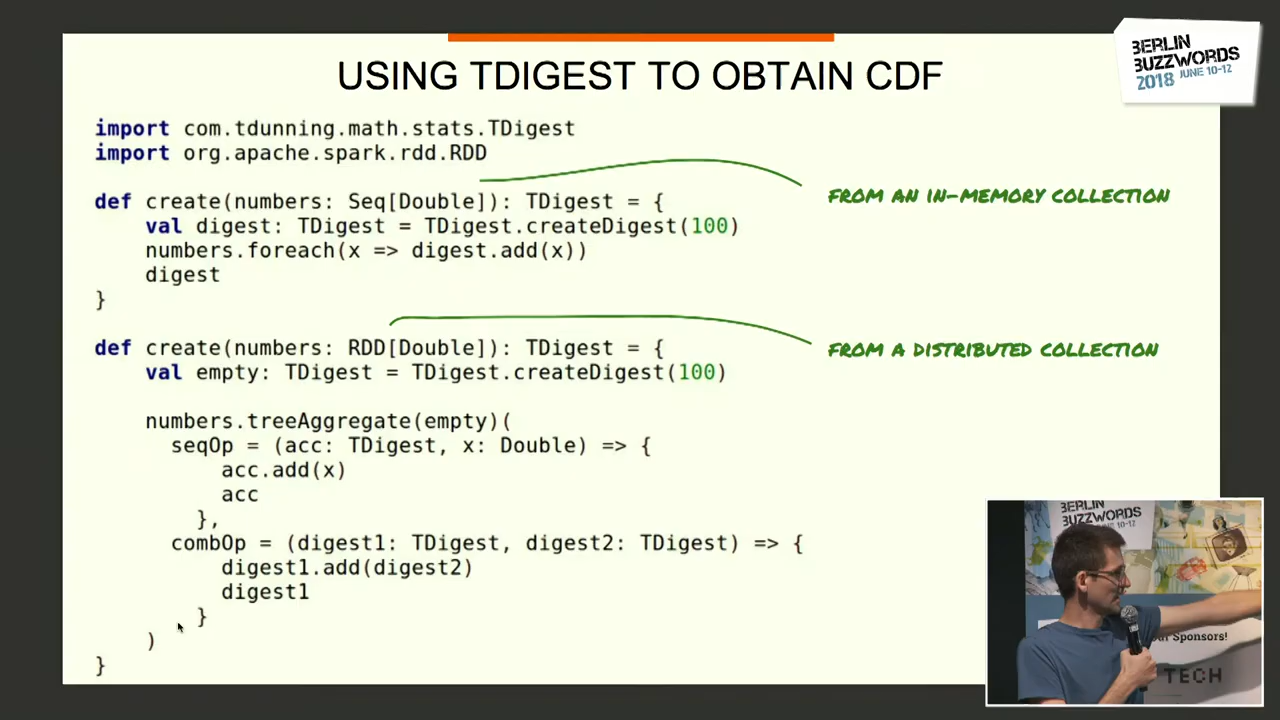 BERLIN
BUZZWORDS
2018 JUNE 10-12
USING TDIGEST TO OBTAIN CDF
import com.tdunning.math.stats.TDigest
import org.apache.spark.rdd.RDD
FROM AN IN-MEMORY COLLECTION
def create(numbers: Seq[Double]): TDigest = {
    val digest: TDigest = TDigest.createDigest(100)
    numbers.foreach(x => digest.add(x))
    digest
}
def create(numbers: RDD[Double]): TDigest = {
FROM A DISTRIBUTED COLLECTION
    val empty: TDigest = TDigest.createDigest(100)
    numbers.treeAggregate(empty)(
      seqOp = (acc: TDigest, x: Double) => {
          acc.add(x)
          acc
        },
      combOp = (digest1: TDigest, digest2: TDigest) => {
          digest1.add(digest2)
          digest1
        }
    )
}
BERLIN
BUZZWORDS
10-12
Sponsors!
TECH